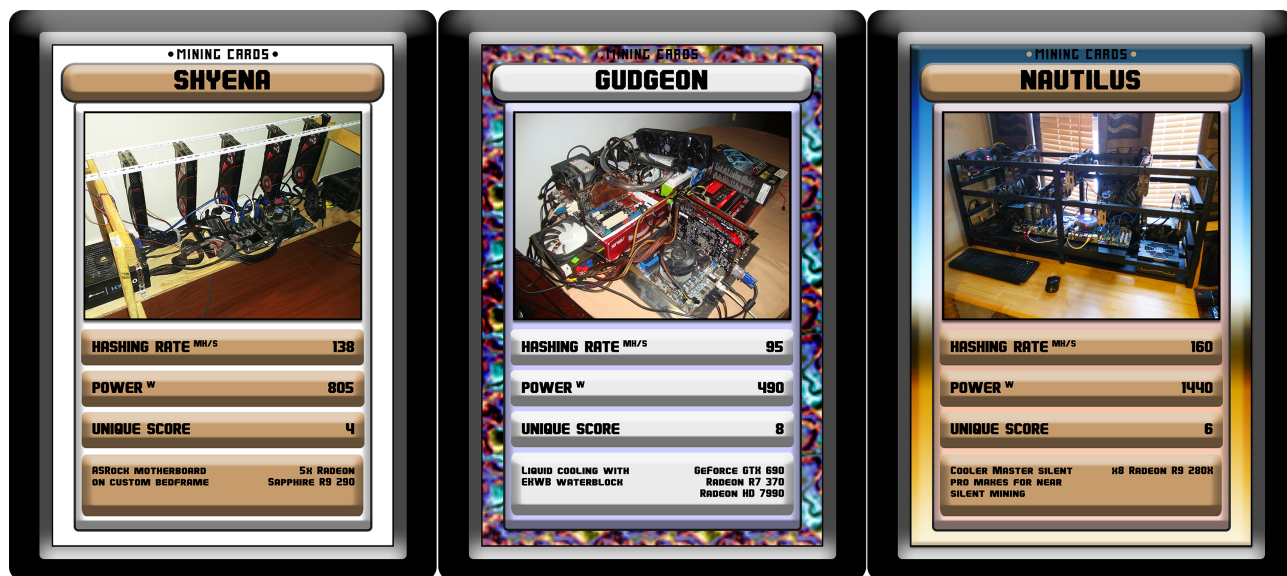 •MINING CARDS•
SHYENA
HASHING RATE MH/S 138
POWER W 805
UNIQUE SCORE 4
ASROCK MOTHERBOARD
ON CUSTOM BEDFRAME
5X RADEON
SAPPHIRE R9 290
•MINING CARDS•
GUDGEON
HASHING RATE MH/S 95
POWER W 490
UNIQUE SCORE 8
LIQUID COOLING WITH
EKWB WATERBLOCK
GEFORCE GTX 690
RADEON R7 370
RADEON HD 7990
•MINING CARDS•
NAUTILUS
HASHING RATE MH/S 160
POWER W 1440
UNIQUE SCORE 6
COOLER MASTER SILENT
PRO MAKES FOR NEAR
SILENT MINING
X8 RADEON R9 280X